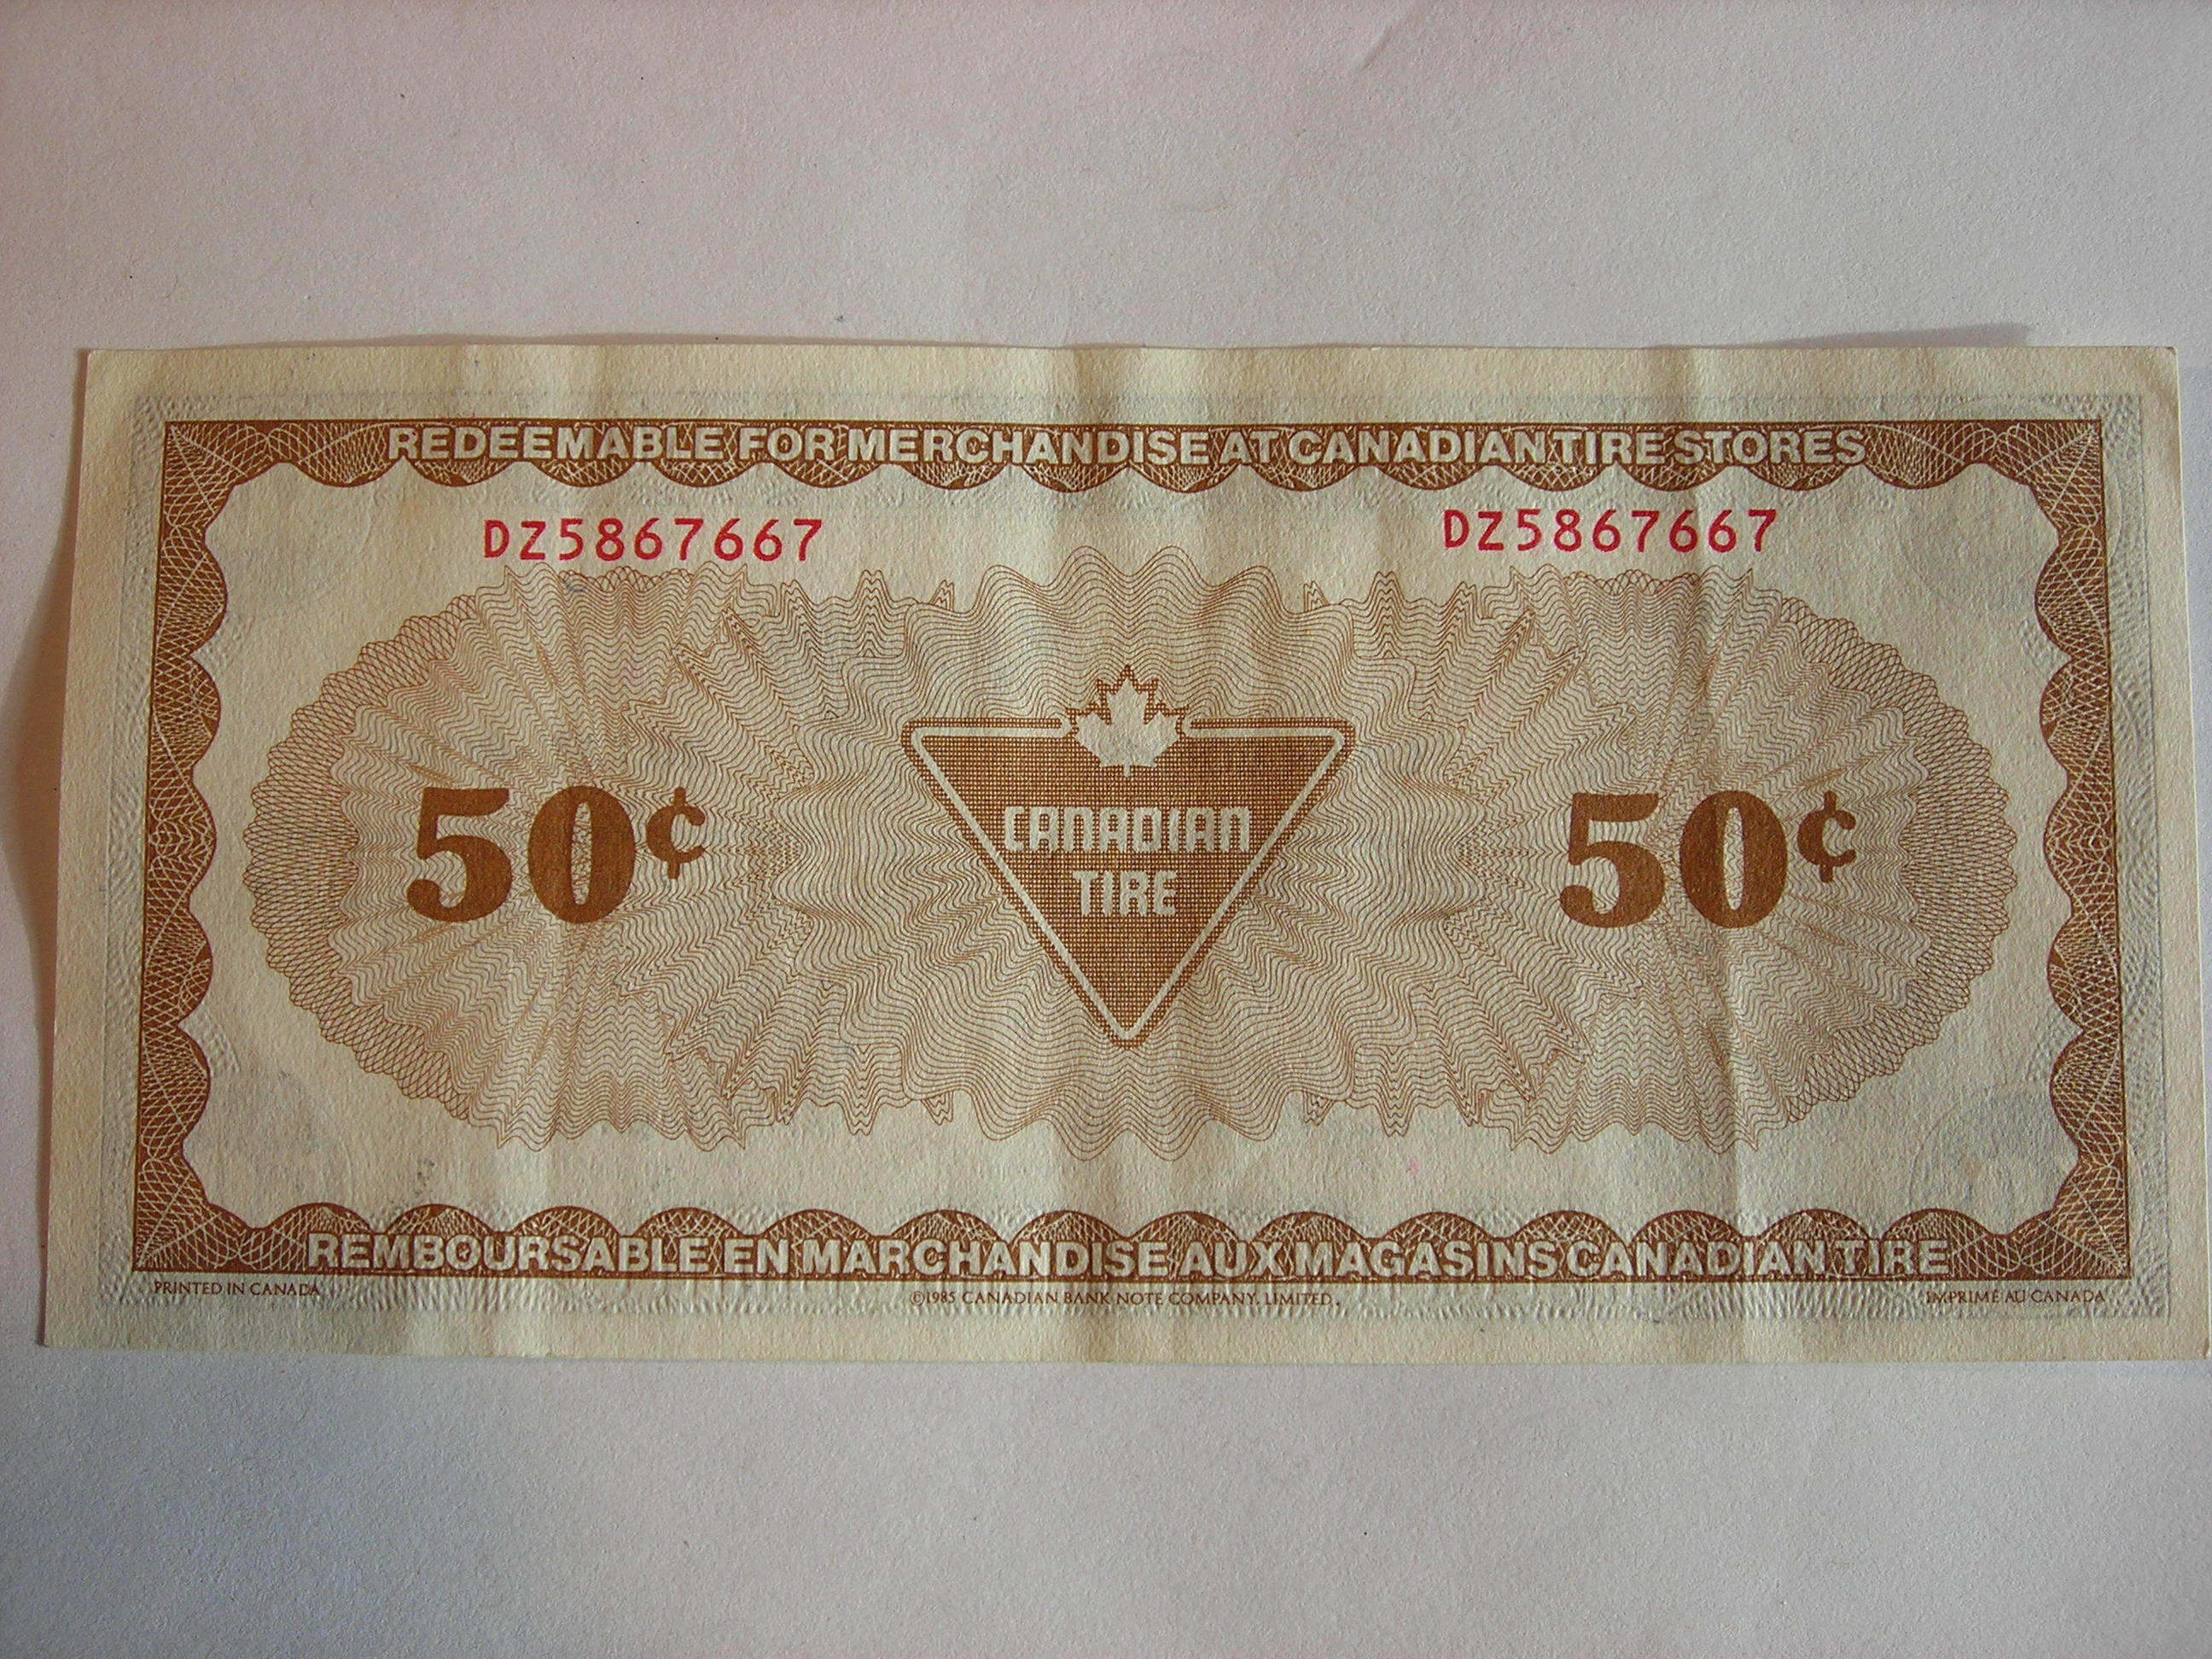 REDEEMABLE FOR MERCHANDISE AT CANADIAN TIRE STORES
DZ5867667 DZ5867667
50¢ 50¢
CANADIAN
TIRE
REMBOURSABLE EN MARCHANDISE AUX MAGASINS CANADIAN TIRE
PRINTED IN CANADA ©1985 CANADIAN BANK NOTE COMPANY, LIMITED. IMPRIMÉ AU CANADA